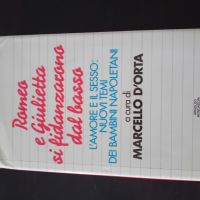 Romeo
e Giulietta
si fidanzarono
dal basso
L'AMORE E IL SESSO:
NUOVI TEMI
DEI BAMBINI NAPOLETANI
a cura di
MARCELLO D'ORTA